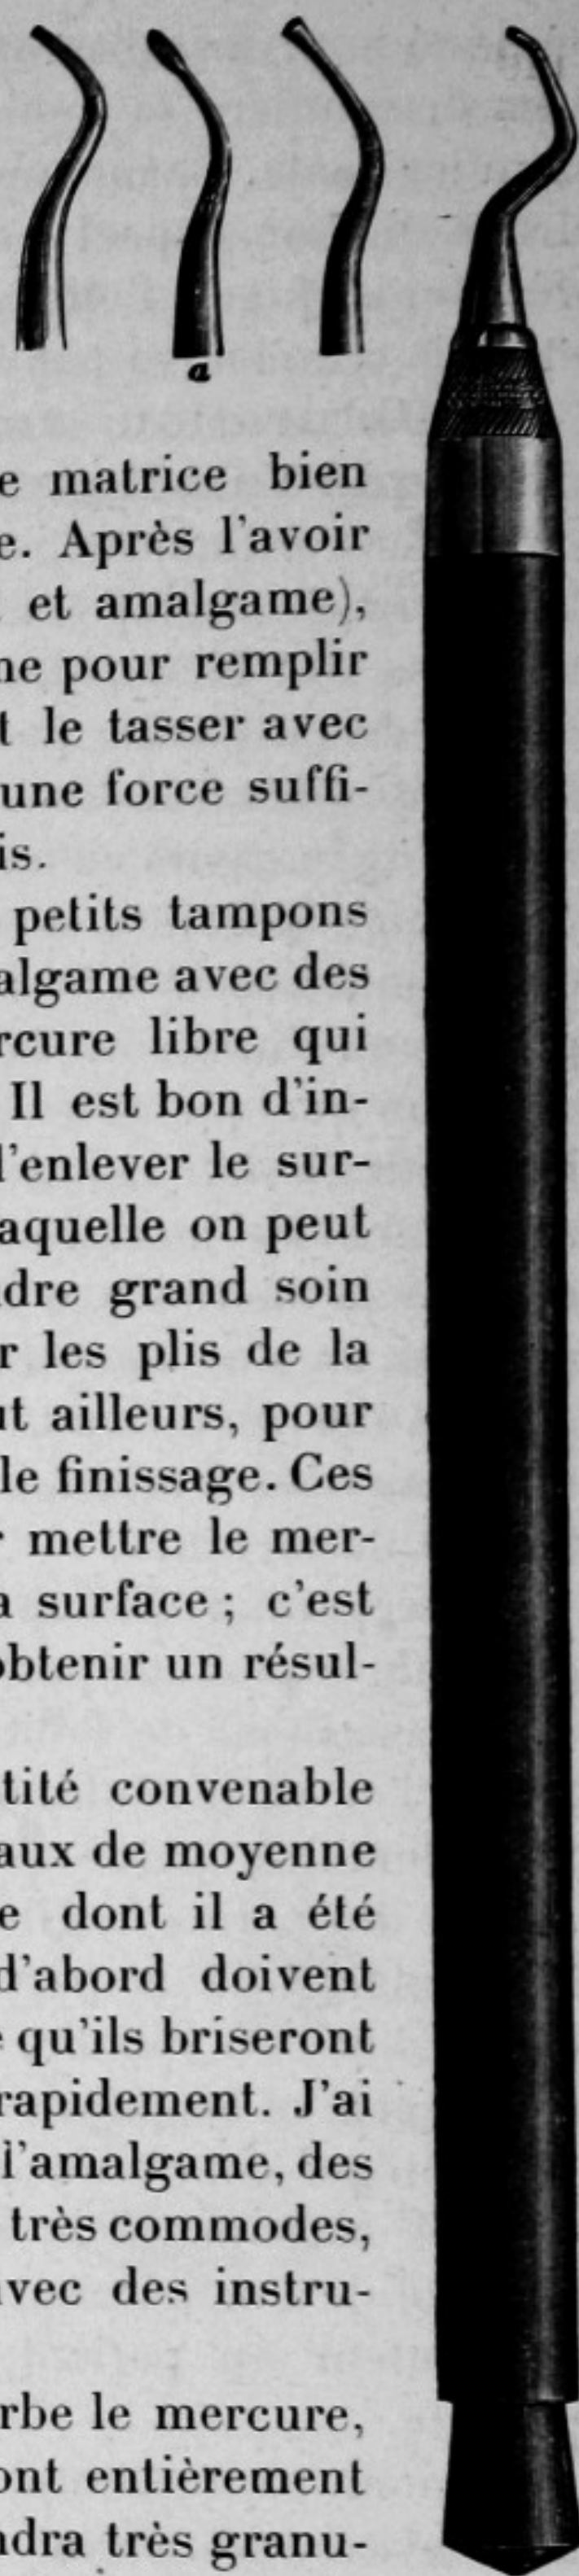 a
e matrice bien
e. Après l'avoir
et amalgame),
ne pour remplir
t le tasser avec
une force suffi-
is.
petits tampons
algame avec des
rcure libre qui
Il est bon d'in-
l'enlever le sur-
aquelle on peut
dre grand soin
r les plis de la
ut ailleurs, pour
le finissage. Ces
r mettre le mer-
a surface ; c'est
obtenir un résul-
tité convenable
aux de moyenne
e dont il a été
d'abord doivent
e qu'ils briseront
rapidement. J'ai
l'amalgame, des
très commodes,
avec des instru-
rbe le mercure,
ont entièrement
ndra très granu-